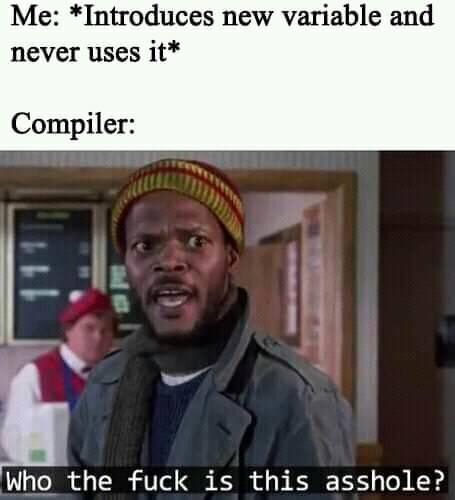 Me: *Introduces new variable and
never uses it*
Compiler:
Who the fuck is this asshole?